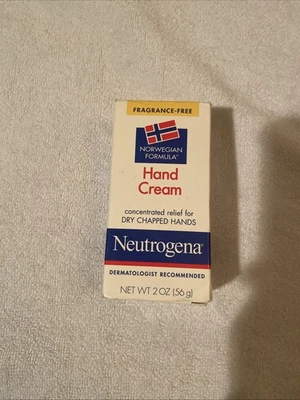 FRAGRANCE-FREE
NORWEGIAN
FORMULA®
Hand
Cream
concentrated relief for
DRY CHAPPED HANDS
Neutrogena®
DERMATOLOGIST RECOMMENDED
NET WT 2 OZ (56 g)